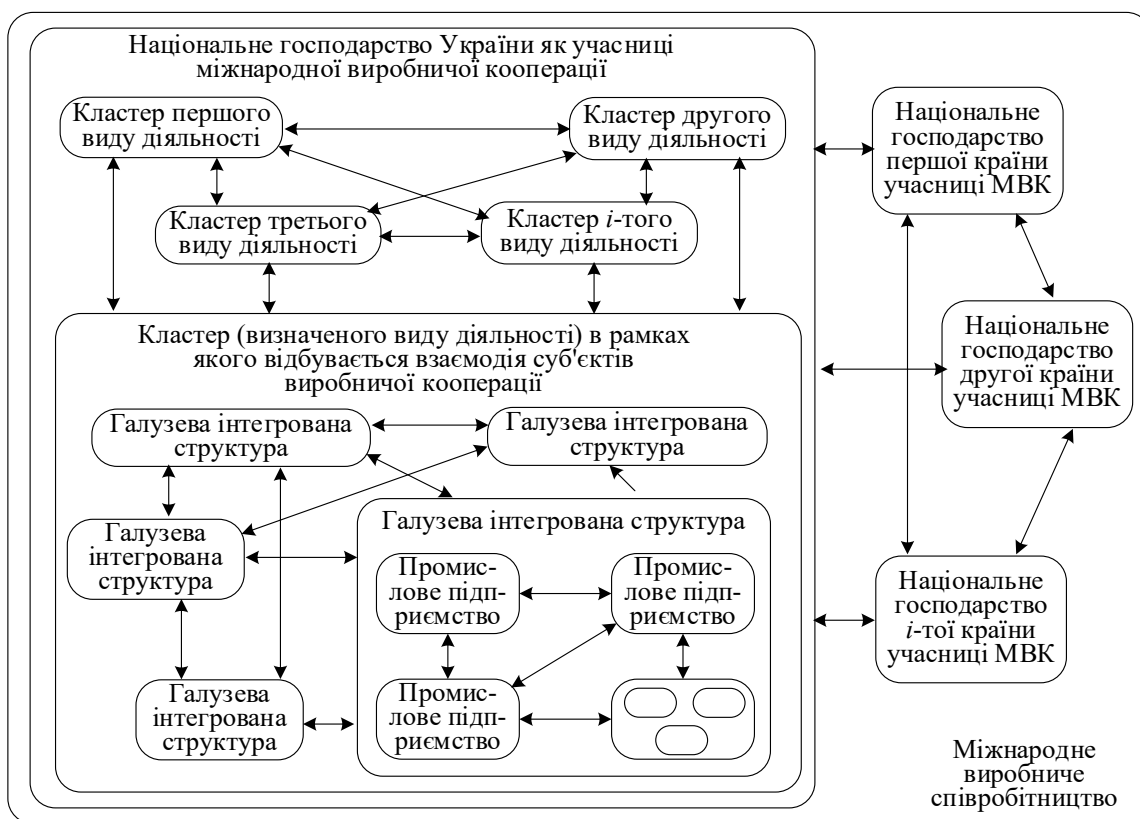 Національне господарство України як учасниці
міжнародної виробничої кооперації
Кластер першого
виду діяльності
Кластер другого
виду діяльності
Кластер третього
виду діяльності
Кластер i-того
виду діяльності
Кластер (визначеного виду діяльності) в рамках
якого відбувається взаємодія суб'єктів
виробничої кооперації
Галузева інтегрована
структура
Галузева інтегрована
структура
Галузева
інтегрована
структура
Галузева інтегрована структура
Промис-
лове підп-
риємство
Промис-
лове підп-
риємство
Галузева
інтегрована
структура
Промис-
лове підп-
риємство
Національне
господарство
першої країни
учасниці МВК
Національне
господарство
другої країни
учасниці МВК
Національне
господарство
i-тої країни
учасниці МВК
Міжнародне
виробниче
співробітництво